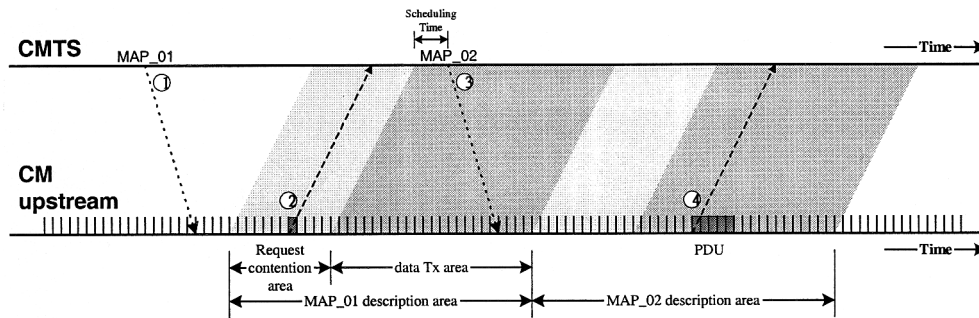 Scheduling
Time
CMTS
MAP_01
MAP_02
Time
1
3
CM
upstream
2
4
Request
contention
area
data Tx area
PDU
Time
MAP_01 description area
MAP_02 description area